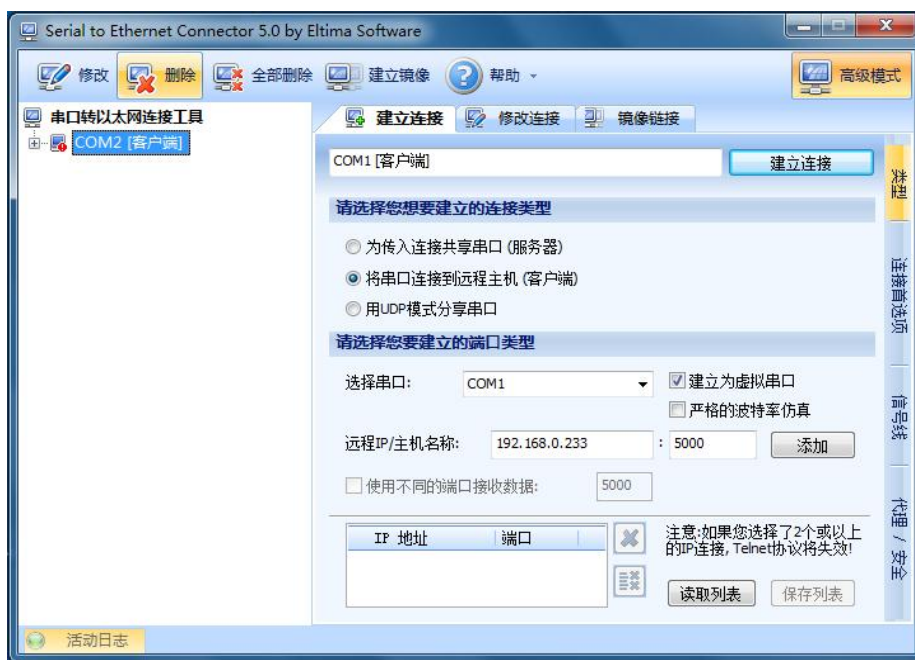 Serial to Ethernet Connector 5.0 by Eltima Software
修改 删除 全部删除 建立镜像 帮助 高级模式
串口转以太网连接工具
COM2 [客户端]
建立连接 修改连接 镜像链接
COM1 [客户端] 建立连接
类型
请选择您想要建立的连接类型
为传入连接共享串口 (服务器)
将串口连接到远程主机 (客户端)
用UDP模式分享串口
连接首选项
请选择您要建立的端口类型
选择串口: COM1 建立为虚拟串口
严格的波特率仿真
信号线
远程IP/主机名称: 192.168.0.233 : 5000 添加
使用不同的端口接收数据: 5000
代理 / 安全
IP 地址 端口
注意:如果您选择了2个或以上
的IP连接, Telnet协议将失效!
读取列表 保存列表
活动日志